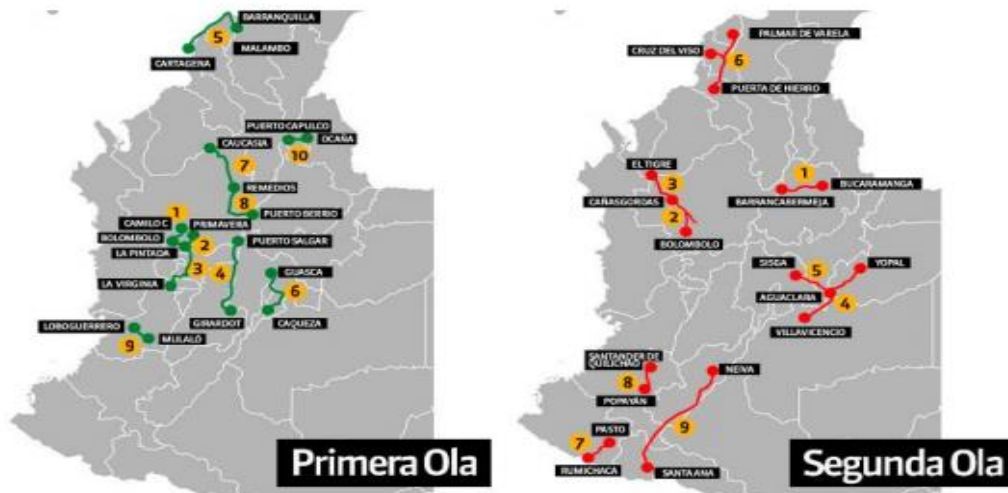 BARRANQUILLA
5
MALAMBO
CARTAGENA
PUERTO CAPULCO
OCAÑA
CAUCASIA
10
7
REMEDIOS
8
1
PUERTO BERRIO
CAMILO C
PRIMAVERA
BOLOMBOLO
2
PUERTO SALGAR
LA PINTADA
3
4
GUASCA
LA VIRGINIA
6
GIRARDOT
CAQUEZA
LOBOGUERRERO
MULALÓ
9
Primera Ola
PALMAR DE VARELA
CRUZ DEL VISO
6
PUERTA DE HIERRO
EL TIGRE
1
3
BUCARAMANGA
CAÑASGORDAS
BARRANCABERMEJA
2
BOLOMBOLO
SISGA
5
YOPAL
AGUACLARA
4
VILLAVICENCIO
SANTANDER DE
QUILICHAO
NEIVA
8
POPAYÁN
PASTO
9
7
RUMICHACA
SANTA ANA
Segunda Ola